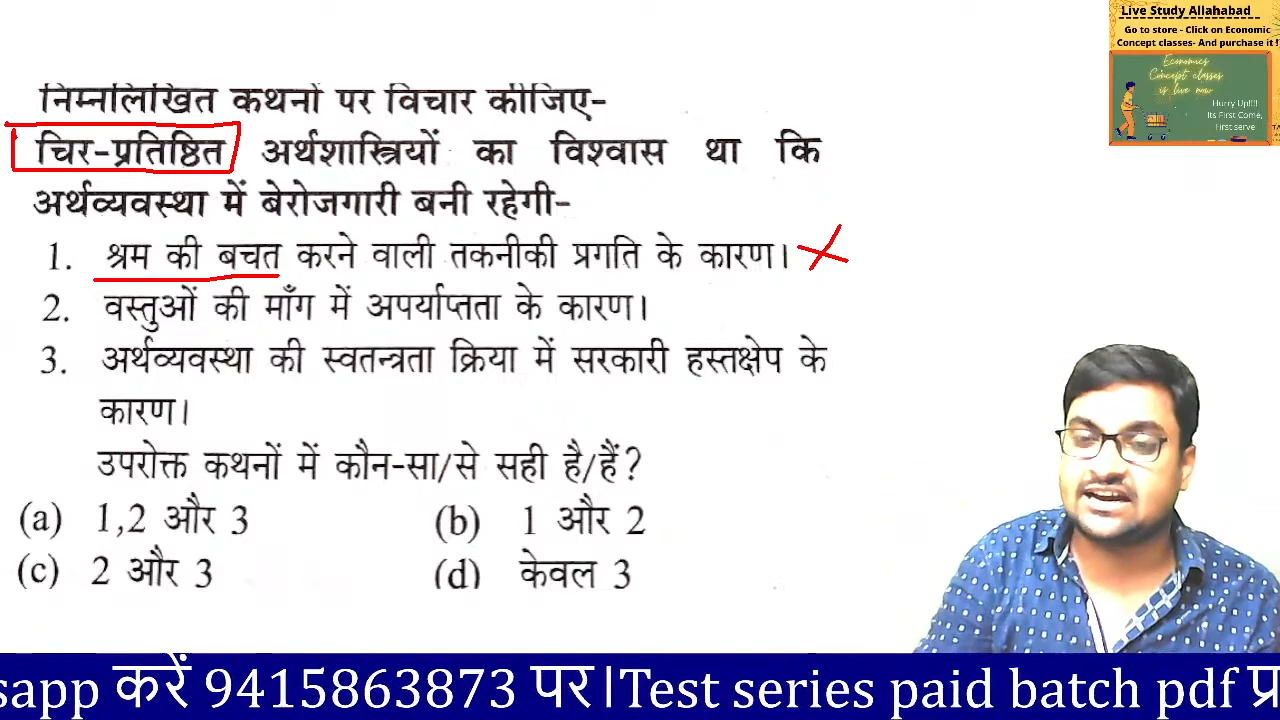 Live Study Allahabad
Go to store - Click on Economic
Concept classes- And purchase it !
Economics
Concept classes
is live now
Hurry Up!!!!
Its First Come,
First serve
निम्नलिखित कथनों पर विचार कीजिए-
चिर-प्रतिष्ठित अर्थशास्त्रियों का विश्वास था कि
अर्थव्यवस्था में बेरोजगारी बनी रहेगी-
1. श्रम की बचत करने वाली तकनीकी प्रगति के कारण।
2. वस्तुओं की माँग में अपर्याप्तता के कारण।
3. अर्थव्यवस्था की स्वतन्त्रता क्रिया में सरकारी हस्तक्षेप के
कारण।
उपरोक्त कथनों में कौन-सा/से सही है/हैं?
(a) 1,2 और 3 (b) 1 और 2
(c) 2 और 3 (d) केवल 3
sapp करें 9415863873 पर।Test series paid batch pdf प्र